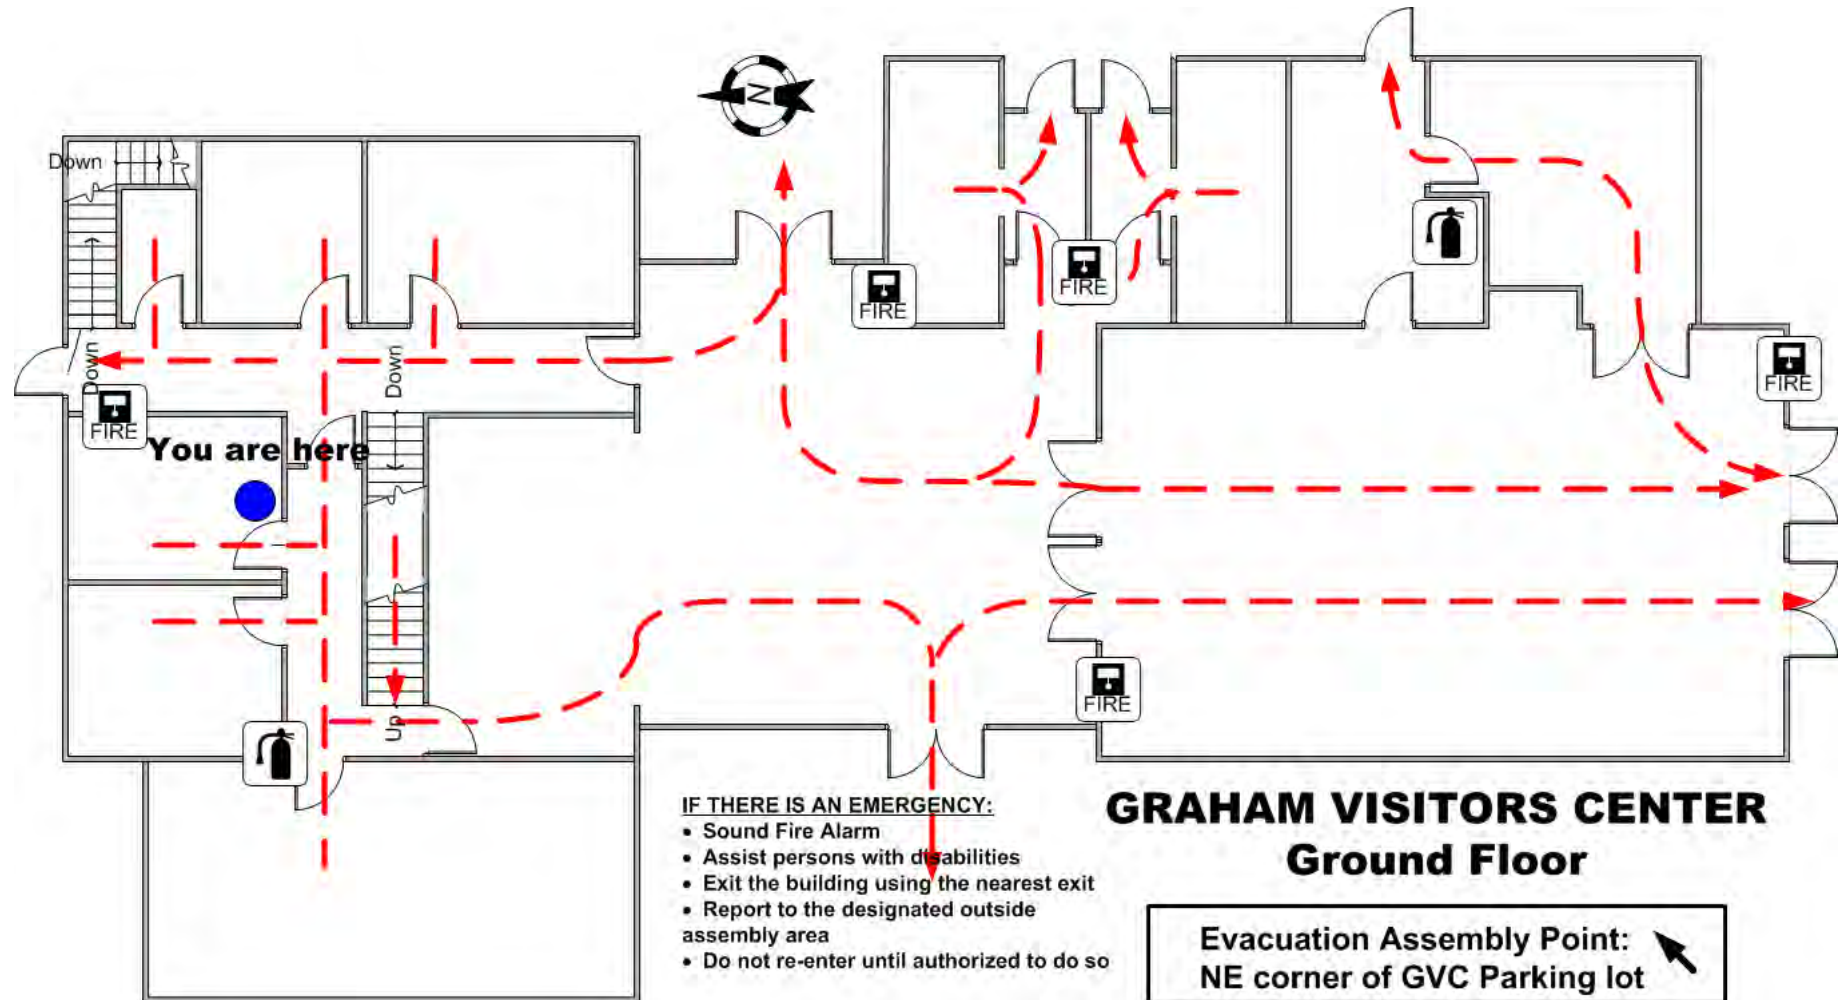 N
Down
FIRE
FIRE
Down
Down
FIRE
FIRE
You are here
FIRE
Up
IF THERE IS AN EMERGENCY:
• Sound Fire Alarm
• Assist persons with disabilities
• Exit the building using the nearest exit
• Report to the designated outside
assembly area
• Do not re-enter until authorized to do so
GRAHAM VISITORS CENTER
Ground Floor
Evacuation Assembly Point:
NE corner of GVC Parking lot